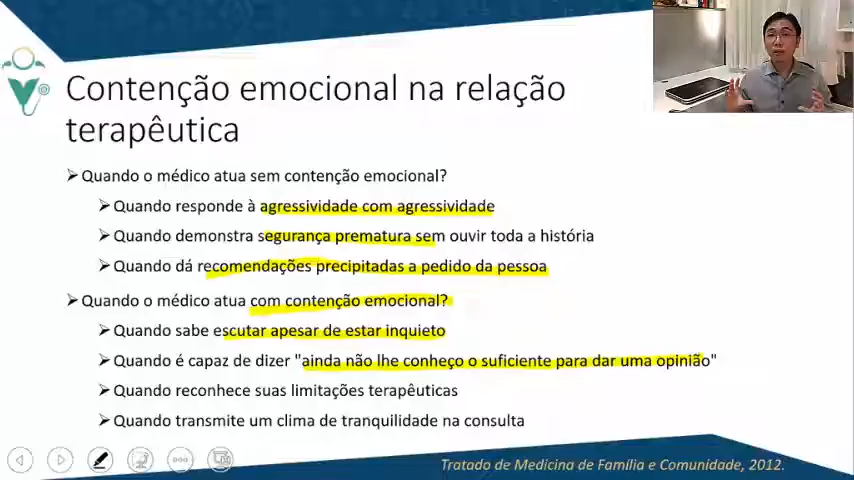 Contenção emocional na relação
terapêutica
Quando o médico atua sem contenção emocional?
Quando responde à agressividade com agressividade
Quando demonstra segurança prematura sem ouvir toda a história
Quando dá recomendações precipitadas a pedido da pessoa
Quando o médico atua com contenção emocional?
Quando sabe escutar apesar de estar inquieto
Quando é capaz de dizer "ainda não lhe conheço o suficiente para dar uma opinião"
Quando reconhece suas limitações terapêuticas
Quando transmite um clima de tranquilidade na consulta
Tratado de Medicina de Família e Comunidade, 2012.